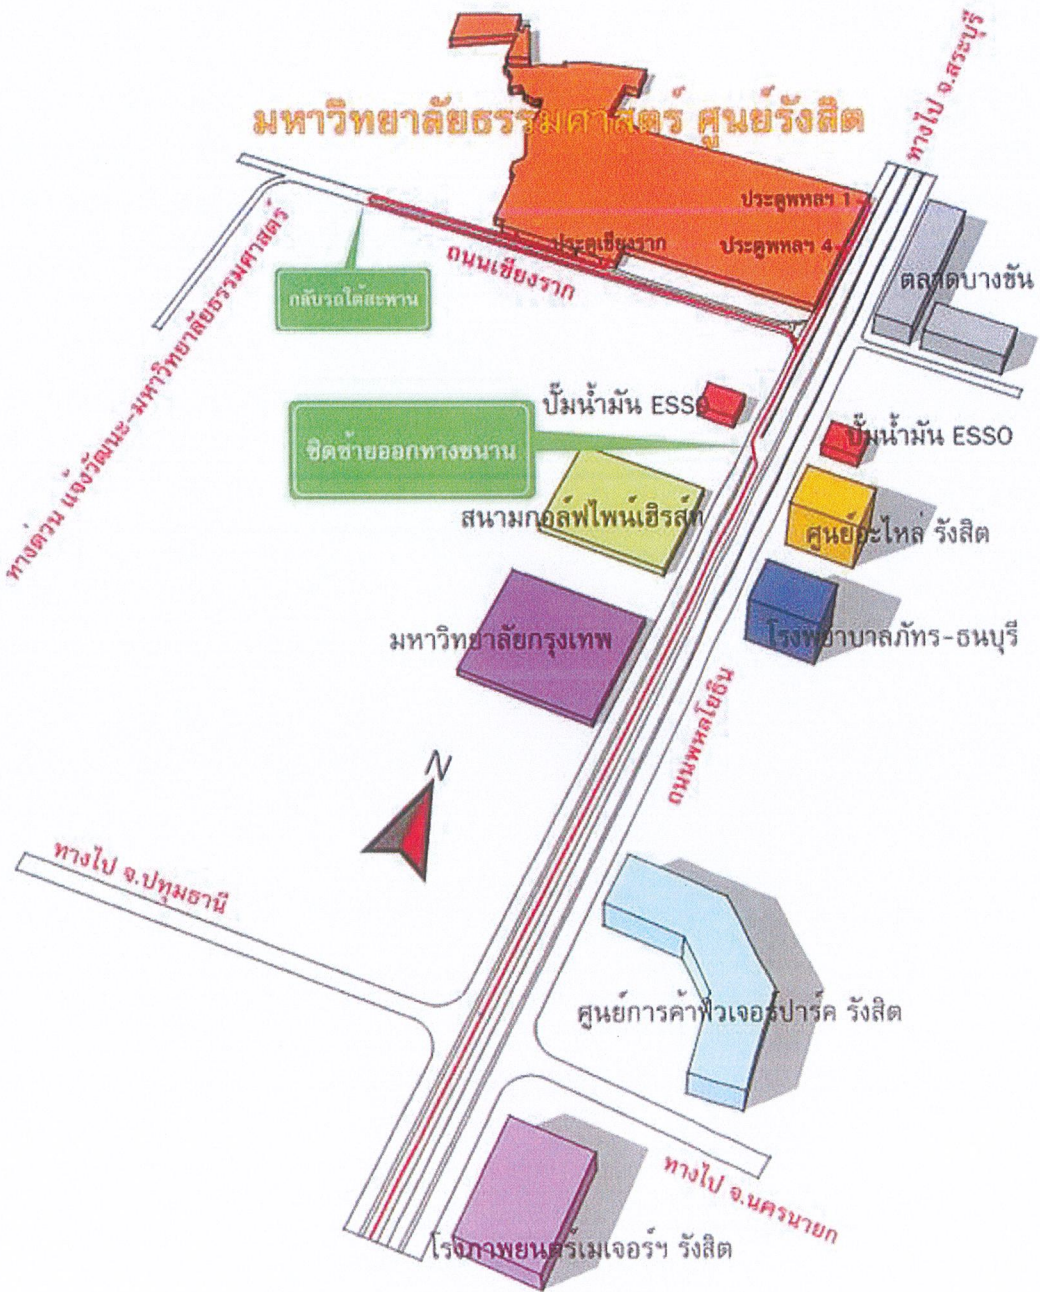 ทางไป จ.สระบุรี
มหาวิทยาลัยธรรมศาสตร์ ศูนย์รังสิต
ประตูพหลฯ 1
ประตูเชียงราก
ประตูพหลฯ 4
ถนนเชียงราก
ตลาดบางขัน
กลับรถใต้สะพาน
ทางด่วน แจ้งวัฒนะ-มหาวิทยาลัยธรรมศาสตร์
ปั๊มน้ำมัน ESSO
ปั๊มน้ำมัน ESSO
ชิดซ้ายออกทางขนาน
สนามกอล์ฟไพน์เฮิรส์ท
ศูนย์อะไหล่ รังสิต
มหาวิทยาลัยกรุงเทพ
โรงพยาบาลภัทร-ธนบุรี
ถนนพหลโยธิน
N
ทางไป จ.ปทุมธานี
ศูนย์การค้าฟิวเจอร์ปาร์ค รังสิต
ทางไป จ.นครนายก
โรงภาพยนตร์เมเจอร์ฯ รังสิต